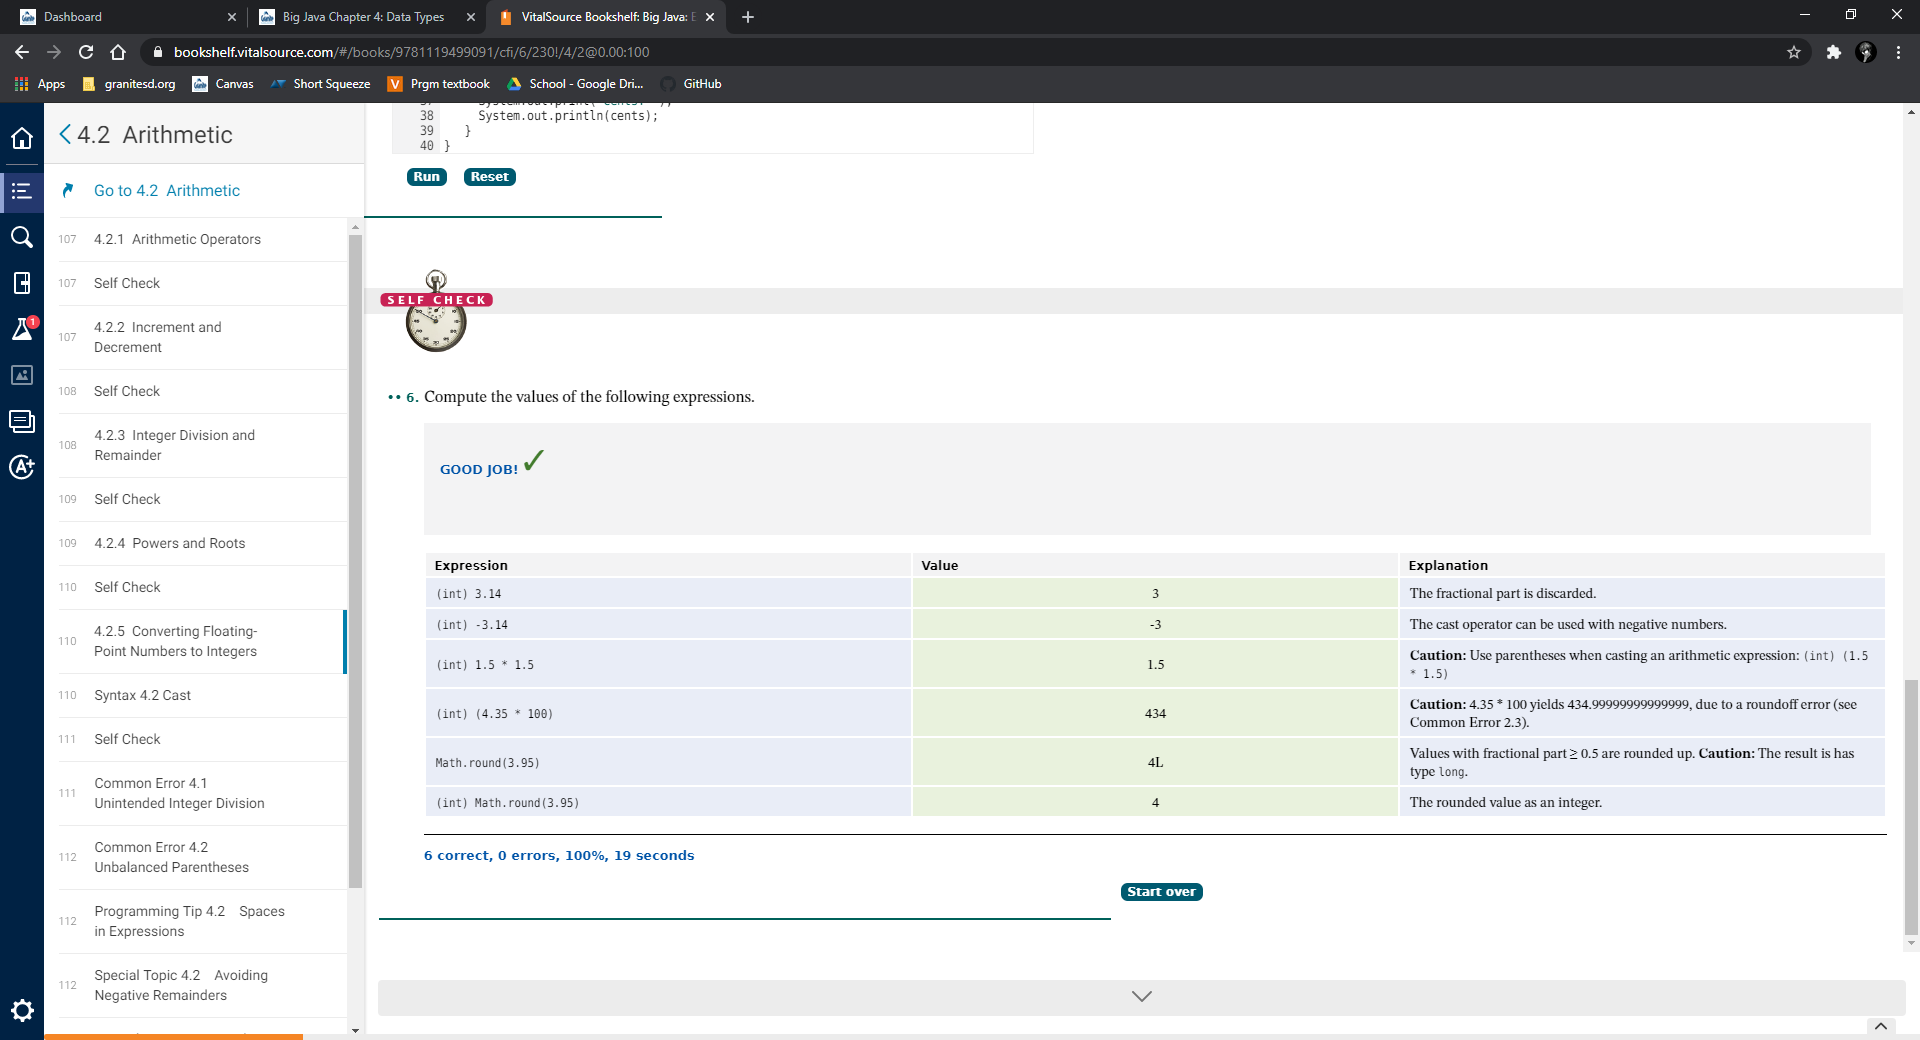 Dashboard
Big Java Chapter 4: Data Types
VitalSource Bookshelf: Big Java: E
bookshelf.vitalsource.com/#/books/9781119499091/cfi/6/230!/4/2@0.00:100
Apps
granitesd.org
Canvas
Short Squeeze
Prgm textbook
School - Google Dri...
GitHub
4.2 Arithmetic
Go to 4.2 Arithmetic
107 4.2.1 Arithmetic Operators
107 Self Check
107 4.2.2 Increment and
Decrement
108 Self Check
108 4.2.3 Integer Division and
Remainder
109 Self Check
109 4.2.4 Powers and Roots
110 Self Check
110 4.2.5 Converting Floating-
Point Numbers to Integers
110 Syntax 4.2 Cast
111 Self Check
111 Common Error 4.1
Unintended Integer Division
112 Common Error 4.2
Unbalanced Parentheses
112 Programming Tip 4.2 Spaces
in Expressions
112 Special Topic 4.2 Avoiding
Negative Remainders
1
A+
37 System.out.print("Cents: ");
38 System.out.println(cents);
39 }
40 }
Run Reset
SELF CHECK
•• 6. Compute the values of the following expressions.
GOOD JOB! ✓
Expression Value Explanation
(int) 3.14 3 The fractional part is discarded.
(int) -3.14 -3 The cast operator can be used with negative numbers.
(int) 1.5 * 1.5 1.5 Caution: Use parentheses when casting an arithmetic expression: (int) (1.5
* 1.5)
(int) (4.35 * 100) 434 Caution: 4.35 * 100 yields 434.99999999999999, due to a roundoff error (see
Common Error 2.3).
Math.round(3.95) 4L Values with fractional part ≥ 0.5 are rounded up. Caution: The result is has
type long.
(int) Math.round(3.95) 4 The rounded value as an integer.
6 correct, 0 errors, 100%, 19 seconds
Start over